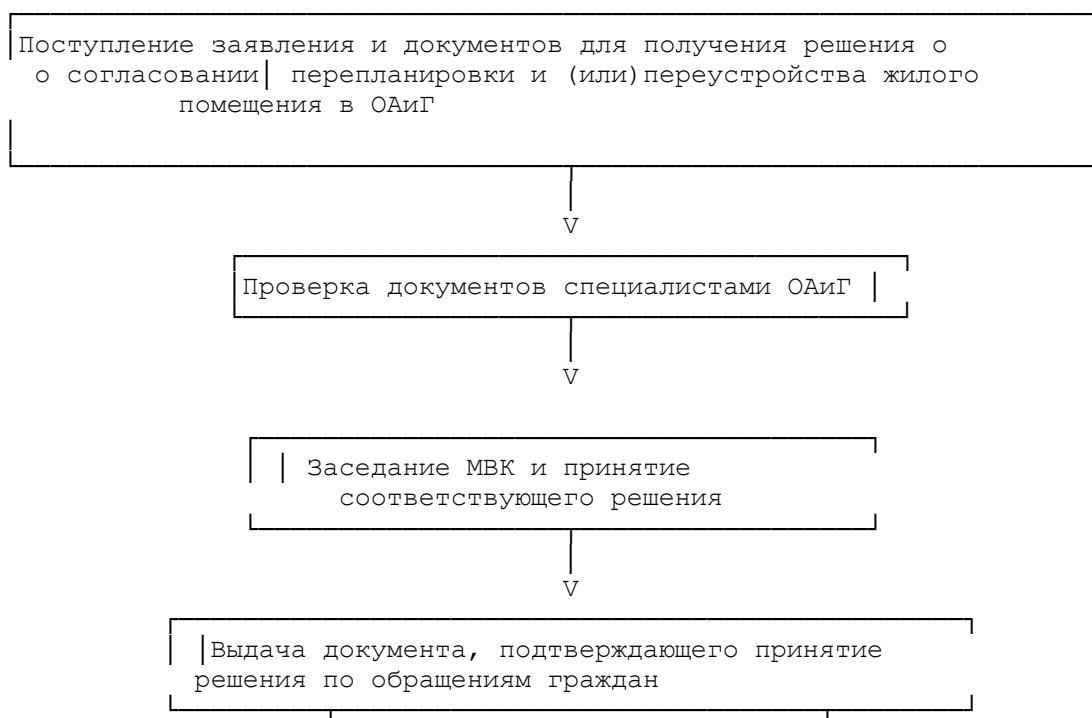 Поступление заявления и документов для получения решения о
о согласовании| перепланировки и (или)переустройства жилого
помещения в ОАиГ
V
Проверка документов специалистами ОАиГ
V
Заседание МВК и принятие
соответствующего решения
V
Выдача документа, подтверждающего принятие
решения по обращениям граждан